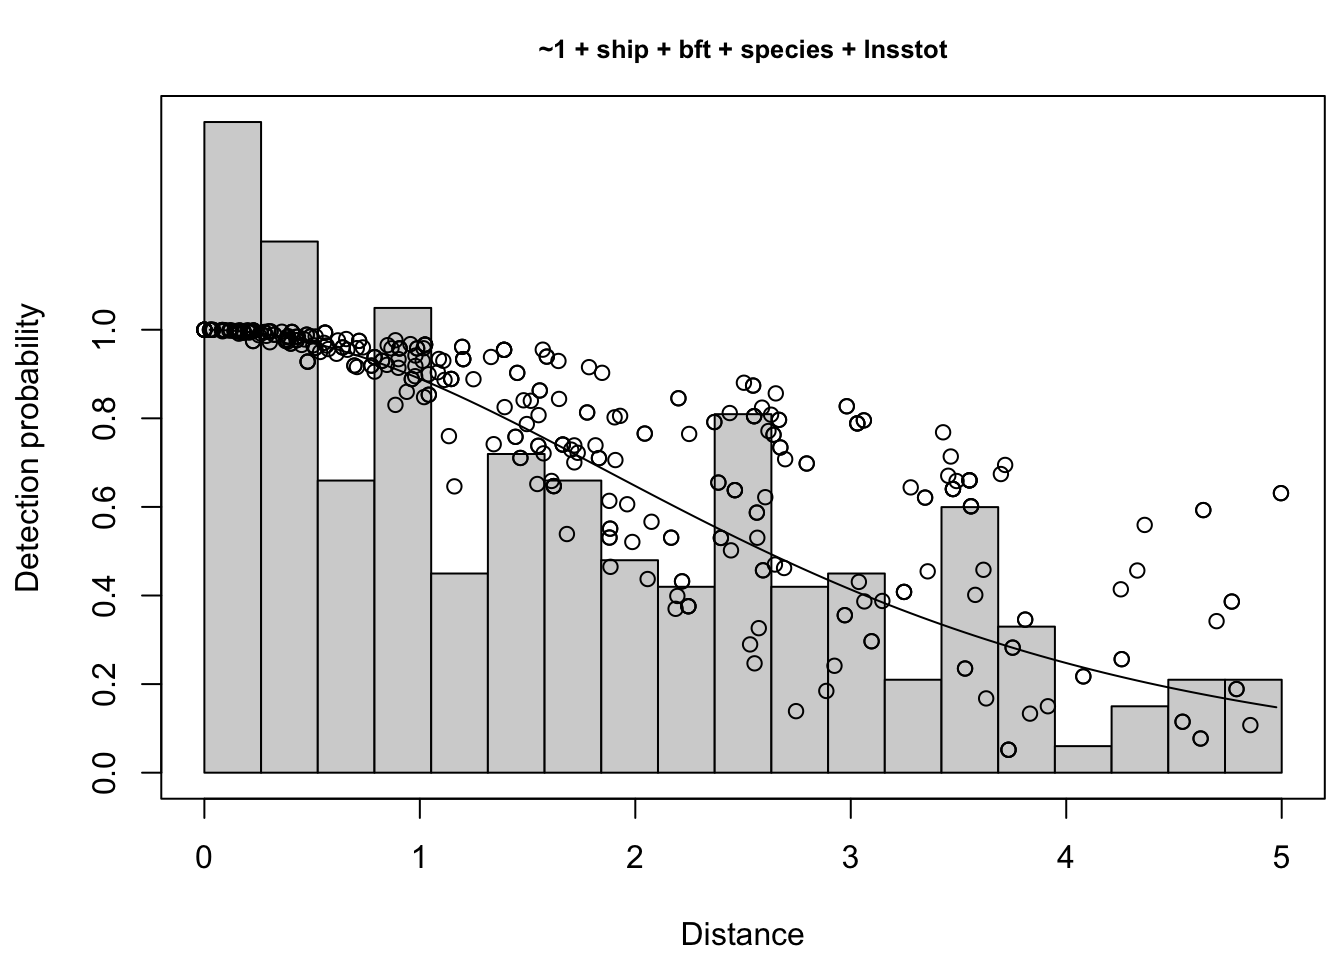 ~1 + ship + bft + species + lnsstot
Detection probability
1.0
0.8
0.6
0.4
0.2
0.0
0 1 2 3 4 5
Distance